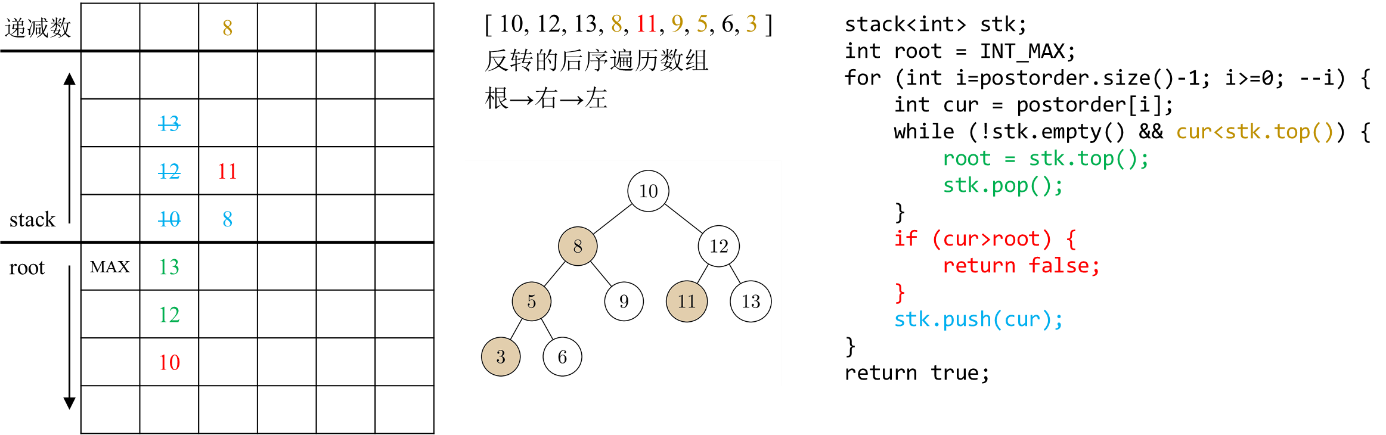 递减数 8
13
12 11
stack 10 8
root MAX 13
12
10
[ 10, 12, 13, 8, 11, 9, 5, 6, 3 ]
反转的后序遍历数组
根→右→左
10
8 12
5 9 11 13
3 6
stack<int> stk;
int root = INT_MAX;
for (int i=postorder.size()-1; i>=0; --i) {
    int cur = postorder[i];
    while (!stk.empty() && cur<stk.top()) {
        root = stk.top();
        stk.pop();
    }
    if (cur>root) {
        return false;
    }
    stk.push(cur);
}
return true;